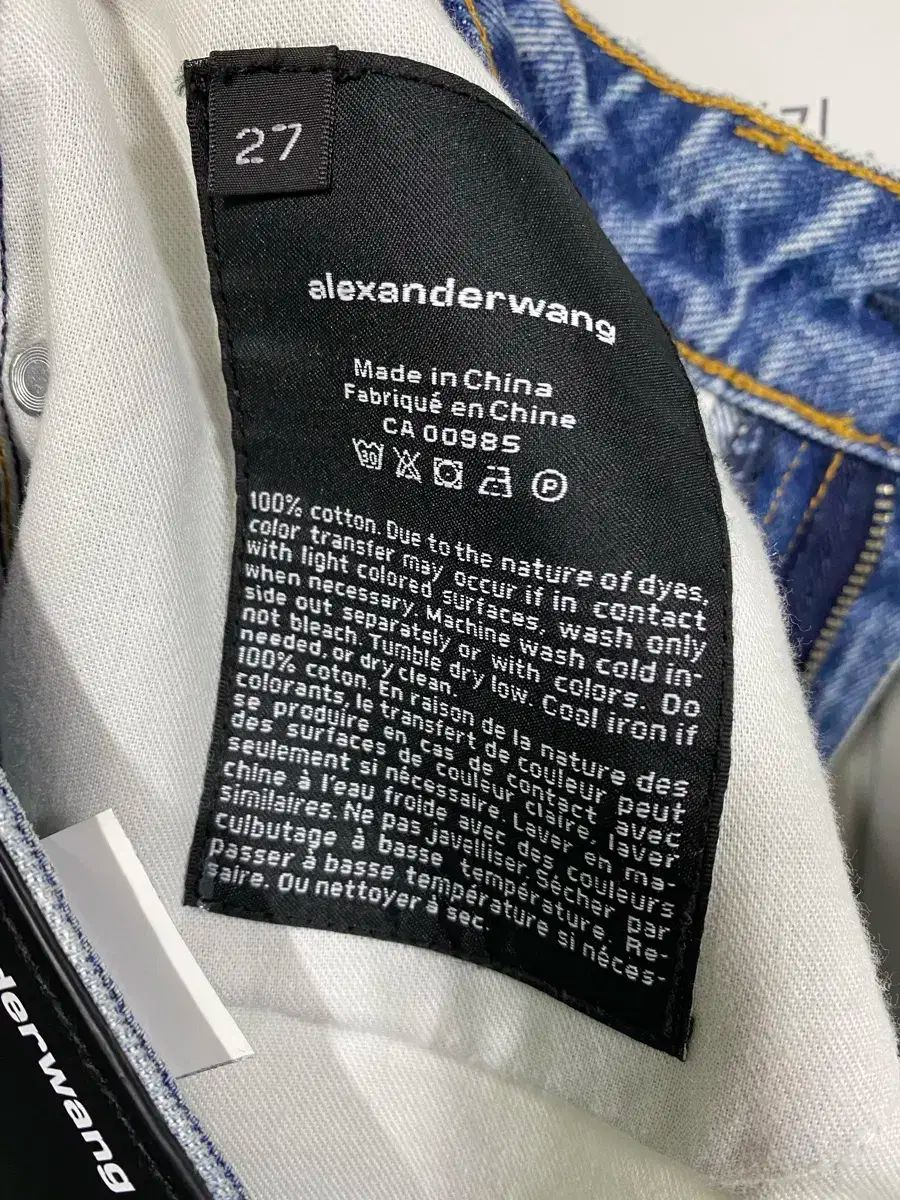 27
alexanderwang
Made in China
Fabriqué en Chine
CA 00985
30
P
100% cotton. Due to the nature of dyes,
color transfer may occur if in contact
with light colored surfaces, wash only
when necessary. Machine wash cold in-
side out separately or with colors. Do
not bleach. Tumble dry low. Cool iron if
needed, or dry clean.
100% coton. En raison de la nature des
colorants, le transfert de couleur peut
se produire en cas de contact avec
des surfaces de couleur claire, laver
seulement si nécessaire. Laver en ma-
chine à l'eau froide avec des couleurs
similaires. Ne pas javelliser. Sécher par
culbutage à basse température. Re-
passer à basse température si néces-
saire. Ou nettoyer à sec.
derwang